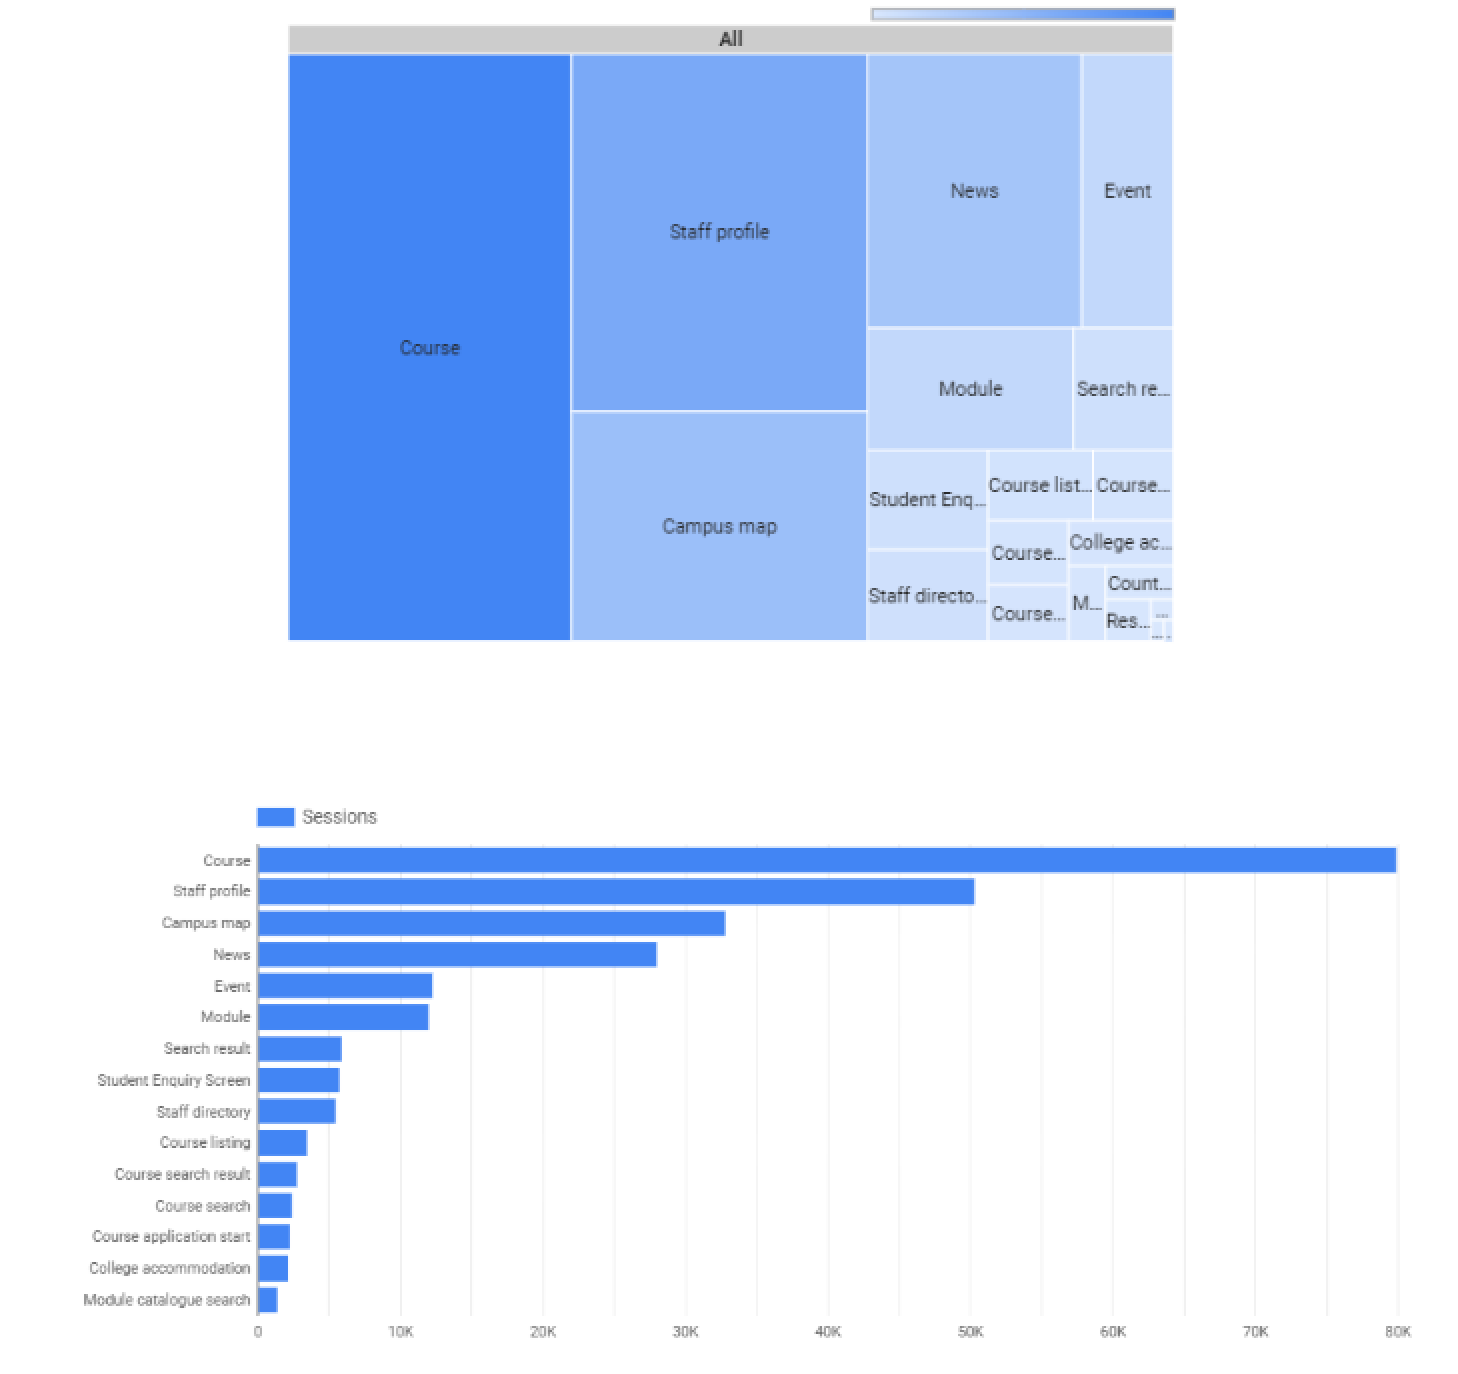 All
Course
Staff profile
Campus map
News
Event
Module
Search re...
Student Enq...
Course list...
Course...
Staff directo...
Course...
College ac...
Course...
M...
Count...
Res...
...
...
Sessions
Course
Staff profile
Campus map
News
Event
Module
Search result
Student Enquiry Screen
Staff directory
Course listing
Course search result
Course search
Course application start
College accommodation
Module catalogue search
0 10K 20K 30K 40K 50K 60K 70K 80K